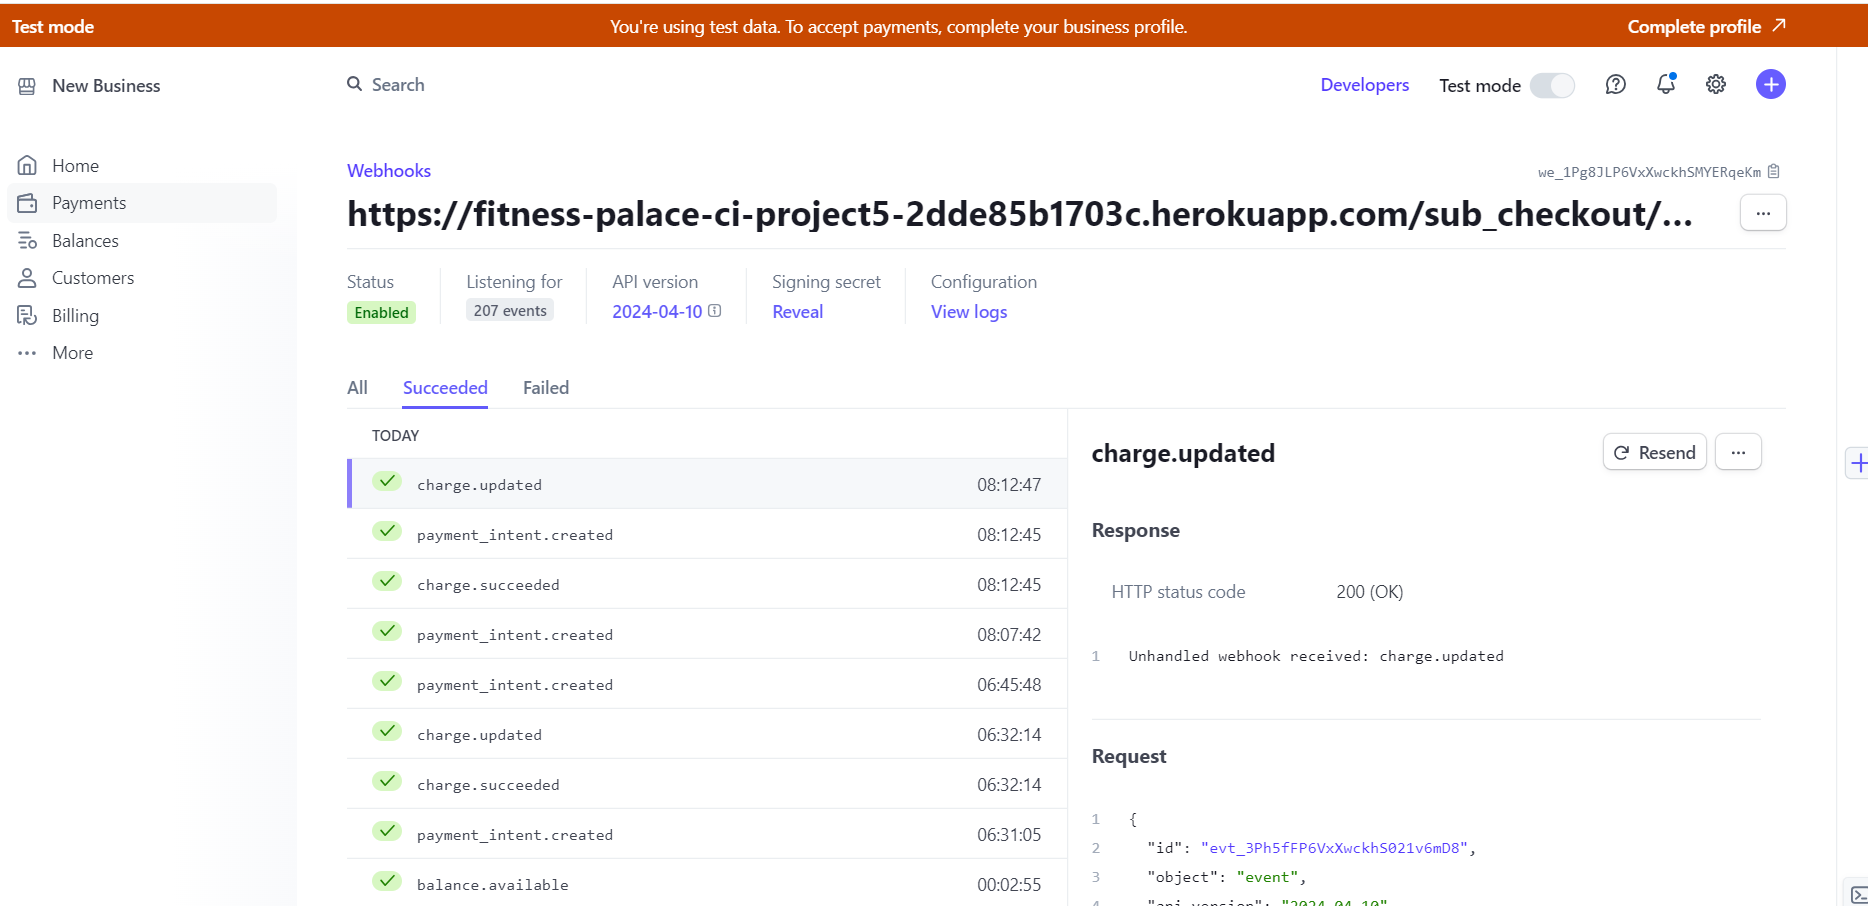 Test mode
You're using test data. To accept payments, complete your business profile.
Complete profile
New Business
Search
Developers
Test mode
Home
Payments
Balances
Customers
Billing
More
Webhooks
we_1Pg8JLP6VxXwckhSMYERqeKm
https://fitness-palace-ci-project5-2dde85b1703c.herokuapp.com/sub_checkout/...
Status
Enabled
Listening for
207 events
API version
2024-04-10
Signing secret
Reveal
Configuration
View logs
All
Succeeded
Failed
TODAY
charge.updated 08:12:47
payment_intent.created 08:12:45
charge.succeeded 08:12:45
payment_intent.created 08:07:42
payment_intent.created 06:45:48
charge.updated 06:32:14
charge.succeeded 06:32:14
payment_intent.created 06:31:05
balance.available 00:02:55
charge.updated
Resend
Response
HTTP status code 200 (OK)
1 Unhandled webhook received: charge.updated
Request
1 {
2 "id": "evt_3Ph5fFP6VxXwckhS021v6mD8",
3 "object": "event",
4 "api_version": "2024-04-10"